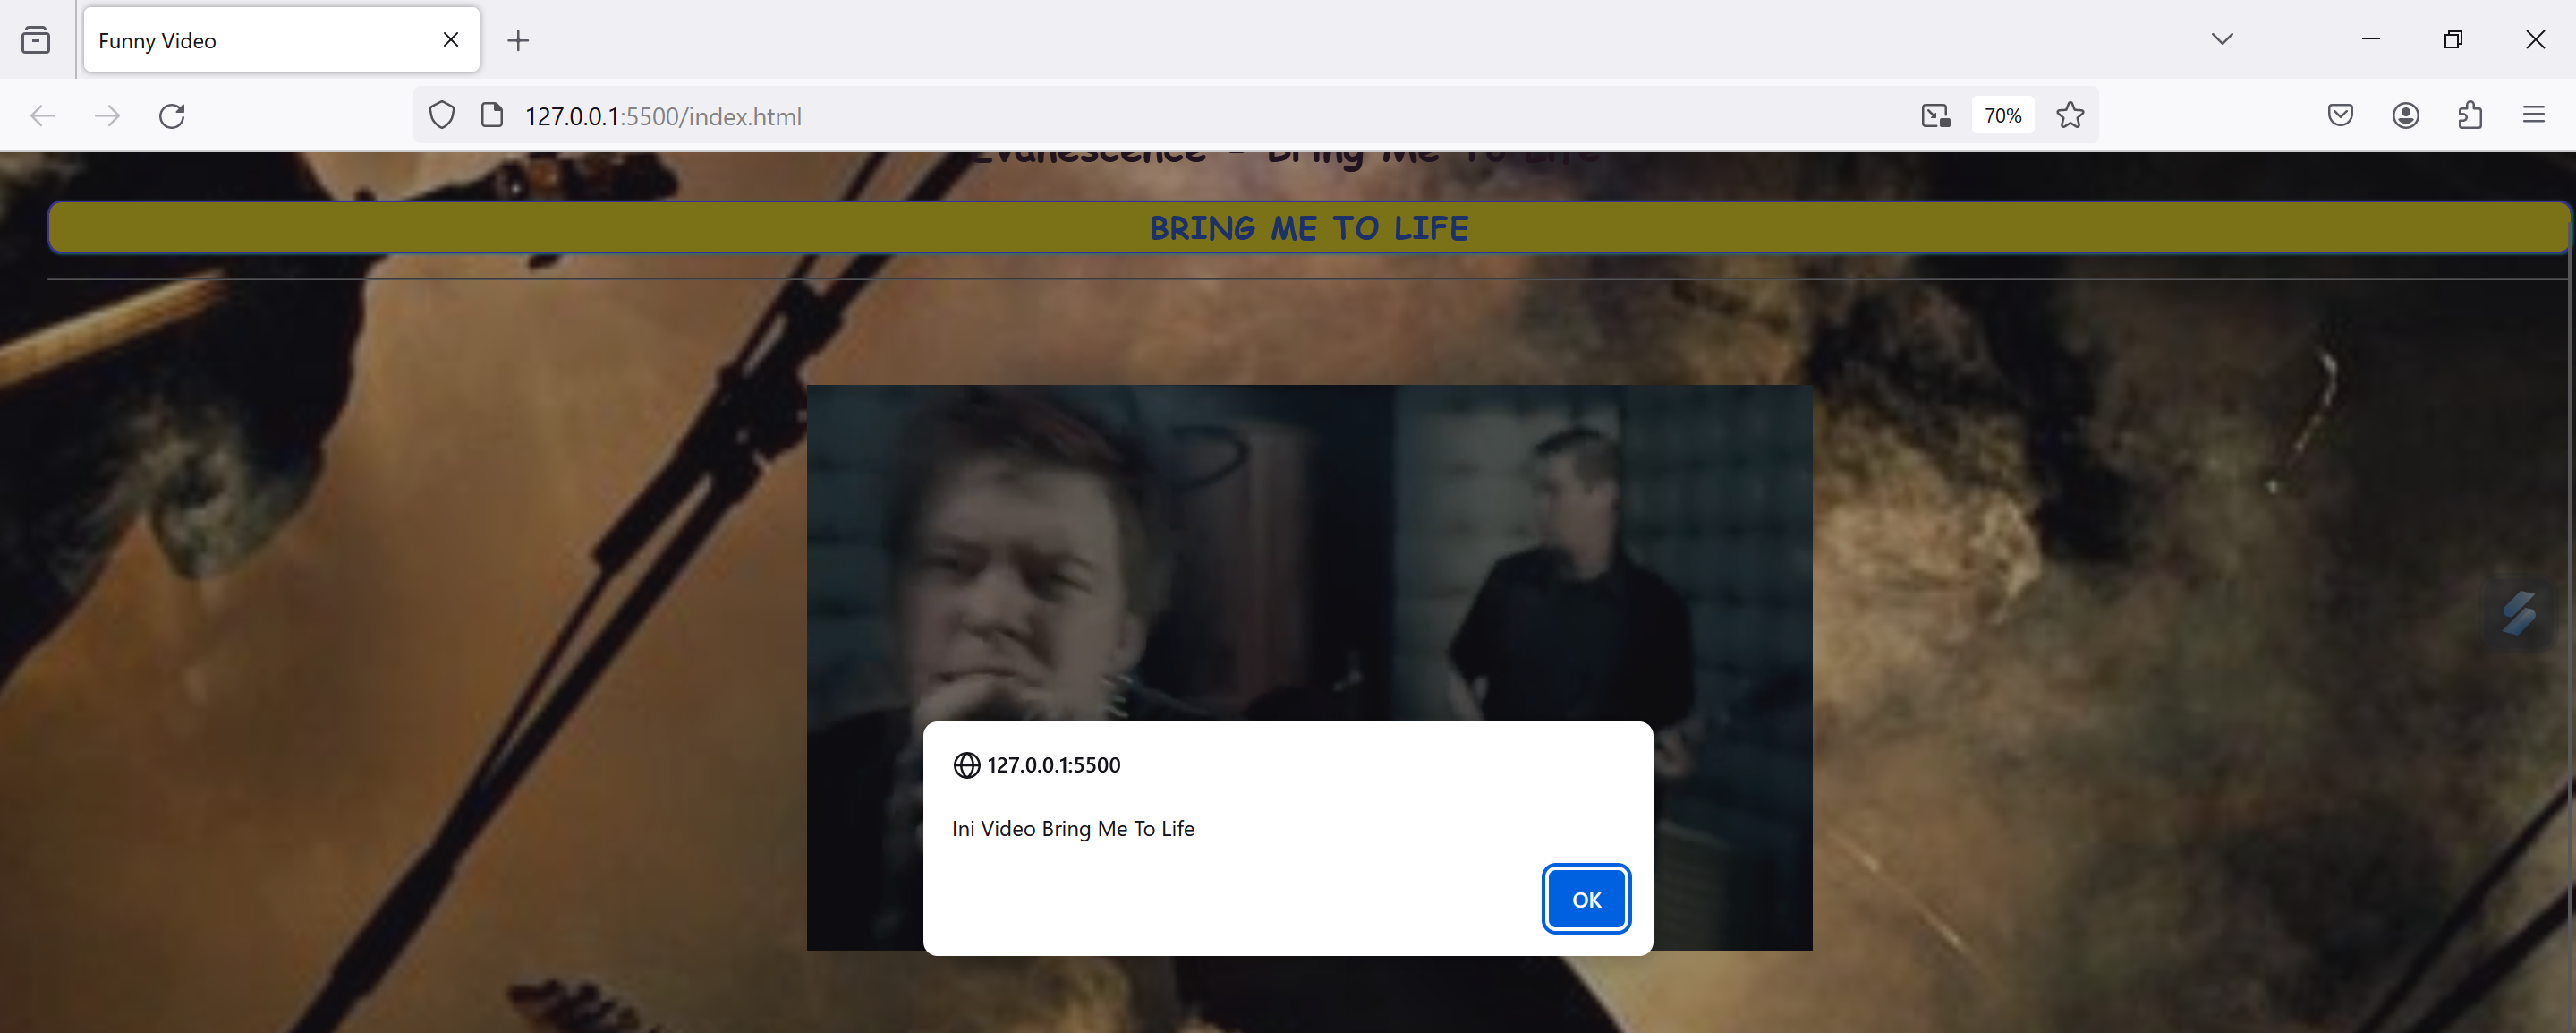 Funny Video
127.0.0.1:5500/index.html
70%
Evanescence - Bring Me To Life
BRING ME TO LIFE
127.0.0.1:5500
Ini Video Bring Me To Life
OK